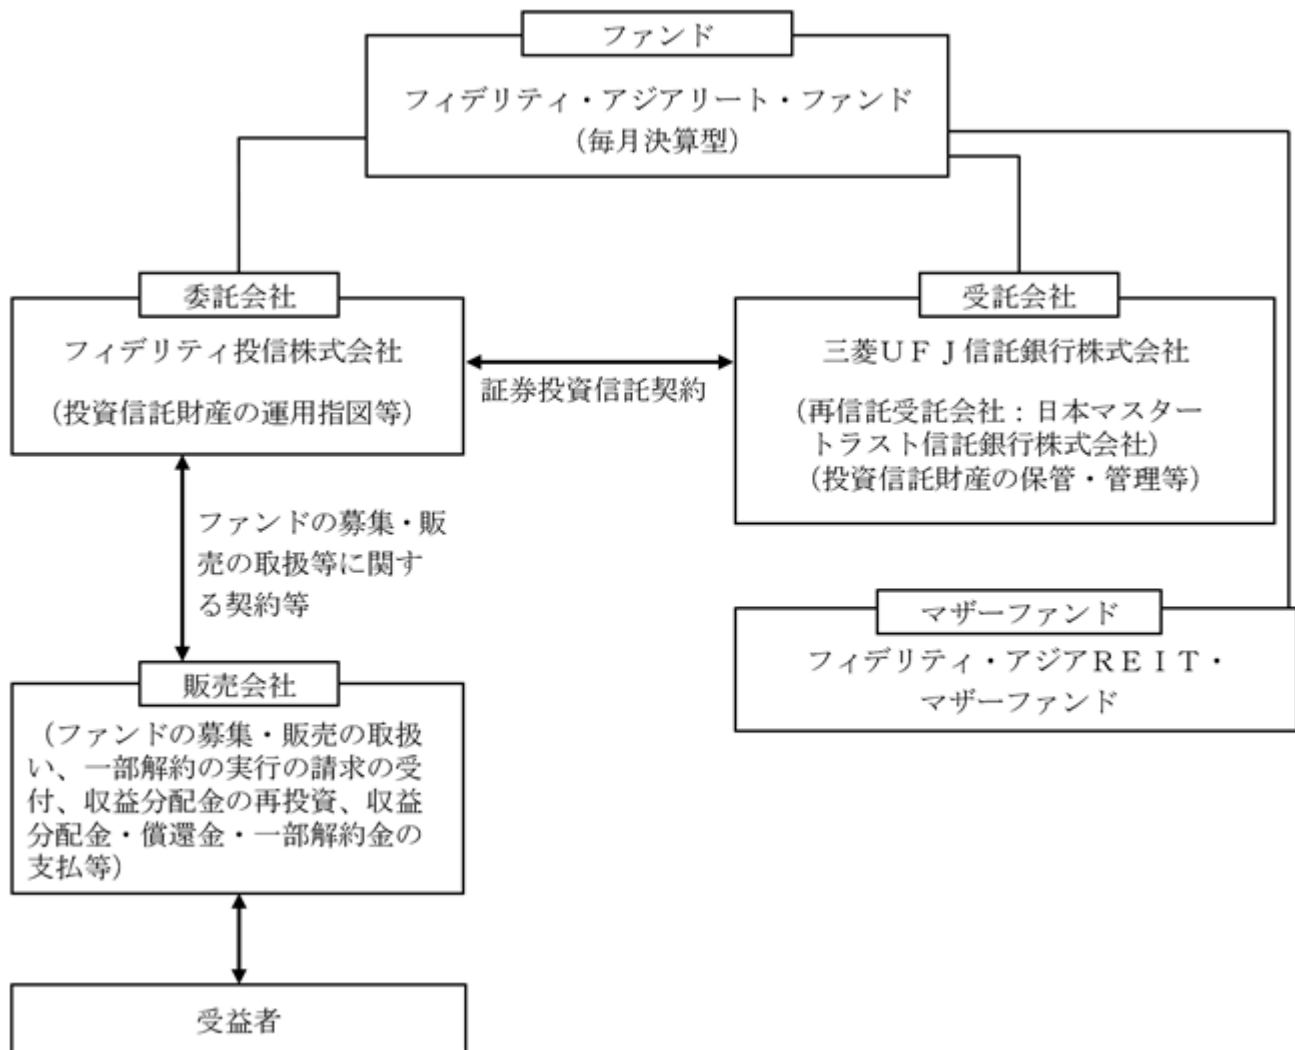 ファンド
フィデリティ・アジアリート・ファンド
（毎月決算型）
委託会社
フィデリティ投信株式会社
（投資信託財産の運用指図等）
証券投資信託契約
受託会社
三菱ＵＦＪ信託銀行株式会社
（再信託受託会社：日本マスター
トラスト信託銀行株式会社）
（投資信託財産の保管・管理等）
ファンドの募集・販
売の取扱等に関す
る契約等
マザーファンド
フィデリティ・アジアＲＥＩＴ・
マザーファンド
販売会社
（ファンドの募集・販売の取扱
い、一部解約の実行の請求の受
付、収益分配金の再投資、収益
分配金・償還金・一部解約金の
支払等）
受益者